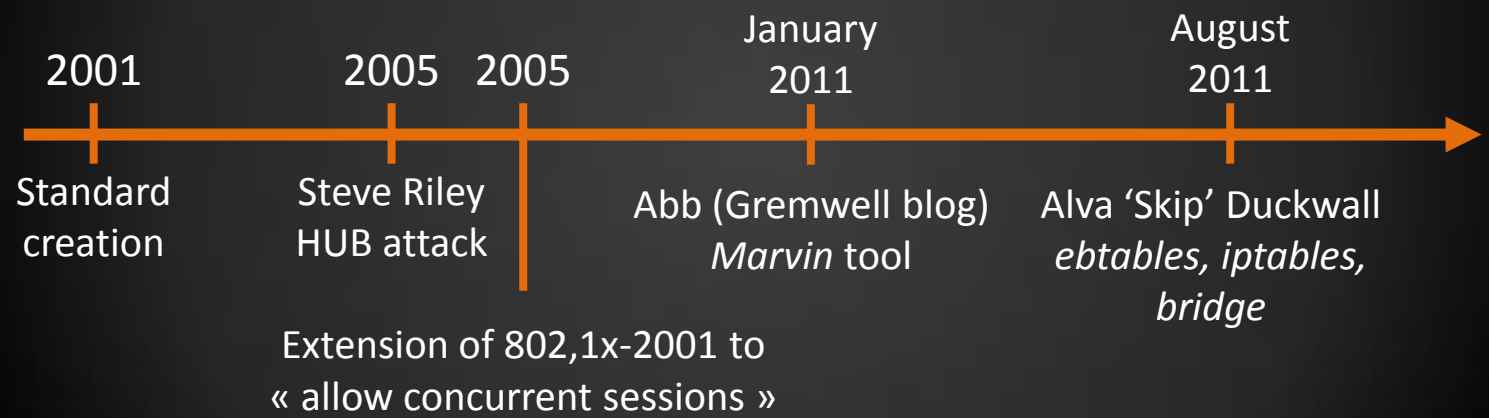 2001
Standard
creation
2005
Steve Riley
HUB attack
2005
Extension of 802,1x-2001 to
« allow concurrent sessions »
January
2011
Abb (Gremwell blog)
Marvin tool
August
2011
Alva ‘Skip’ Duckwall
ebtables, iptables,
bridge